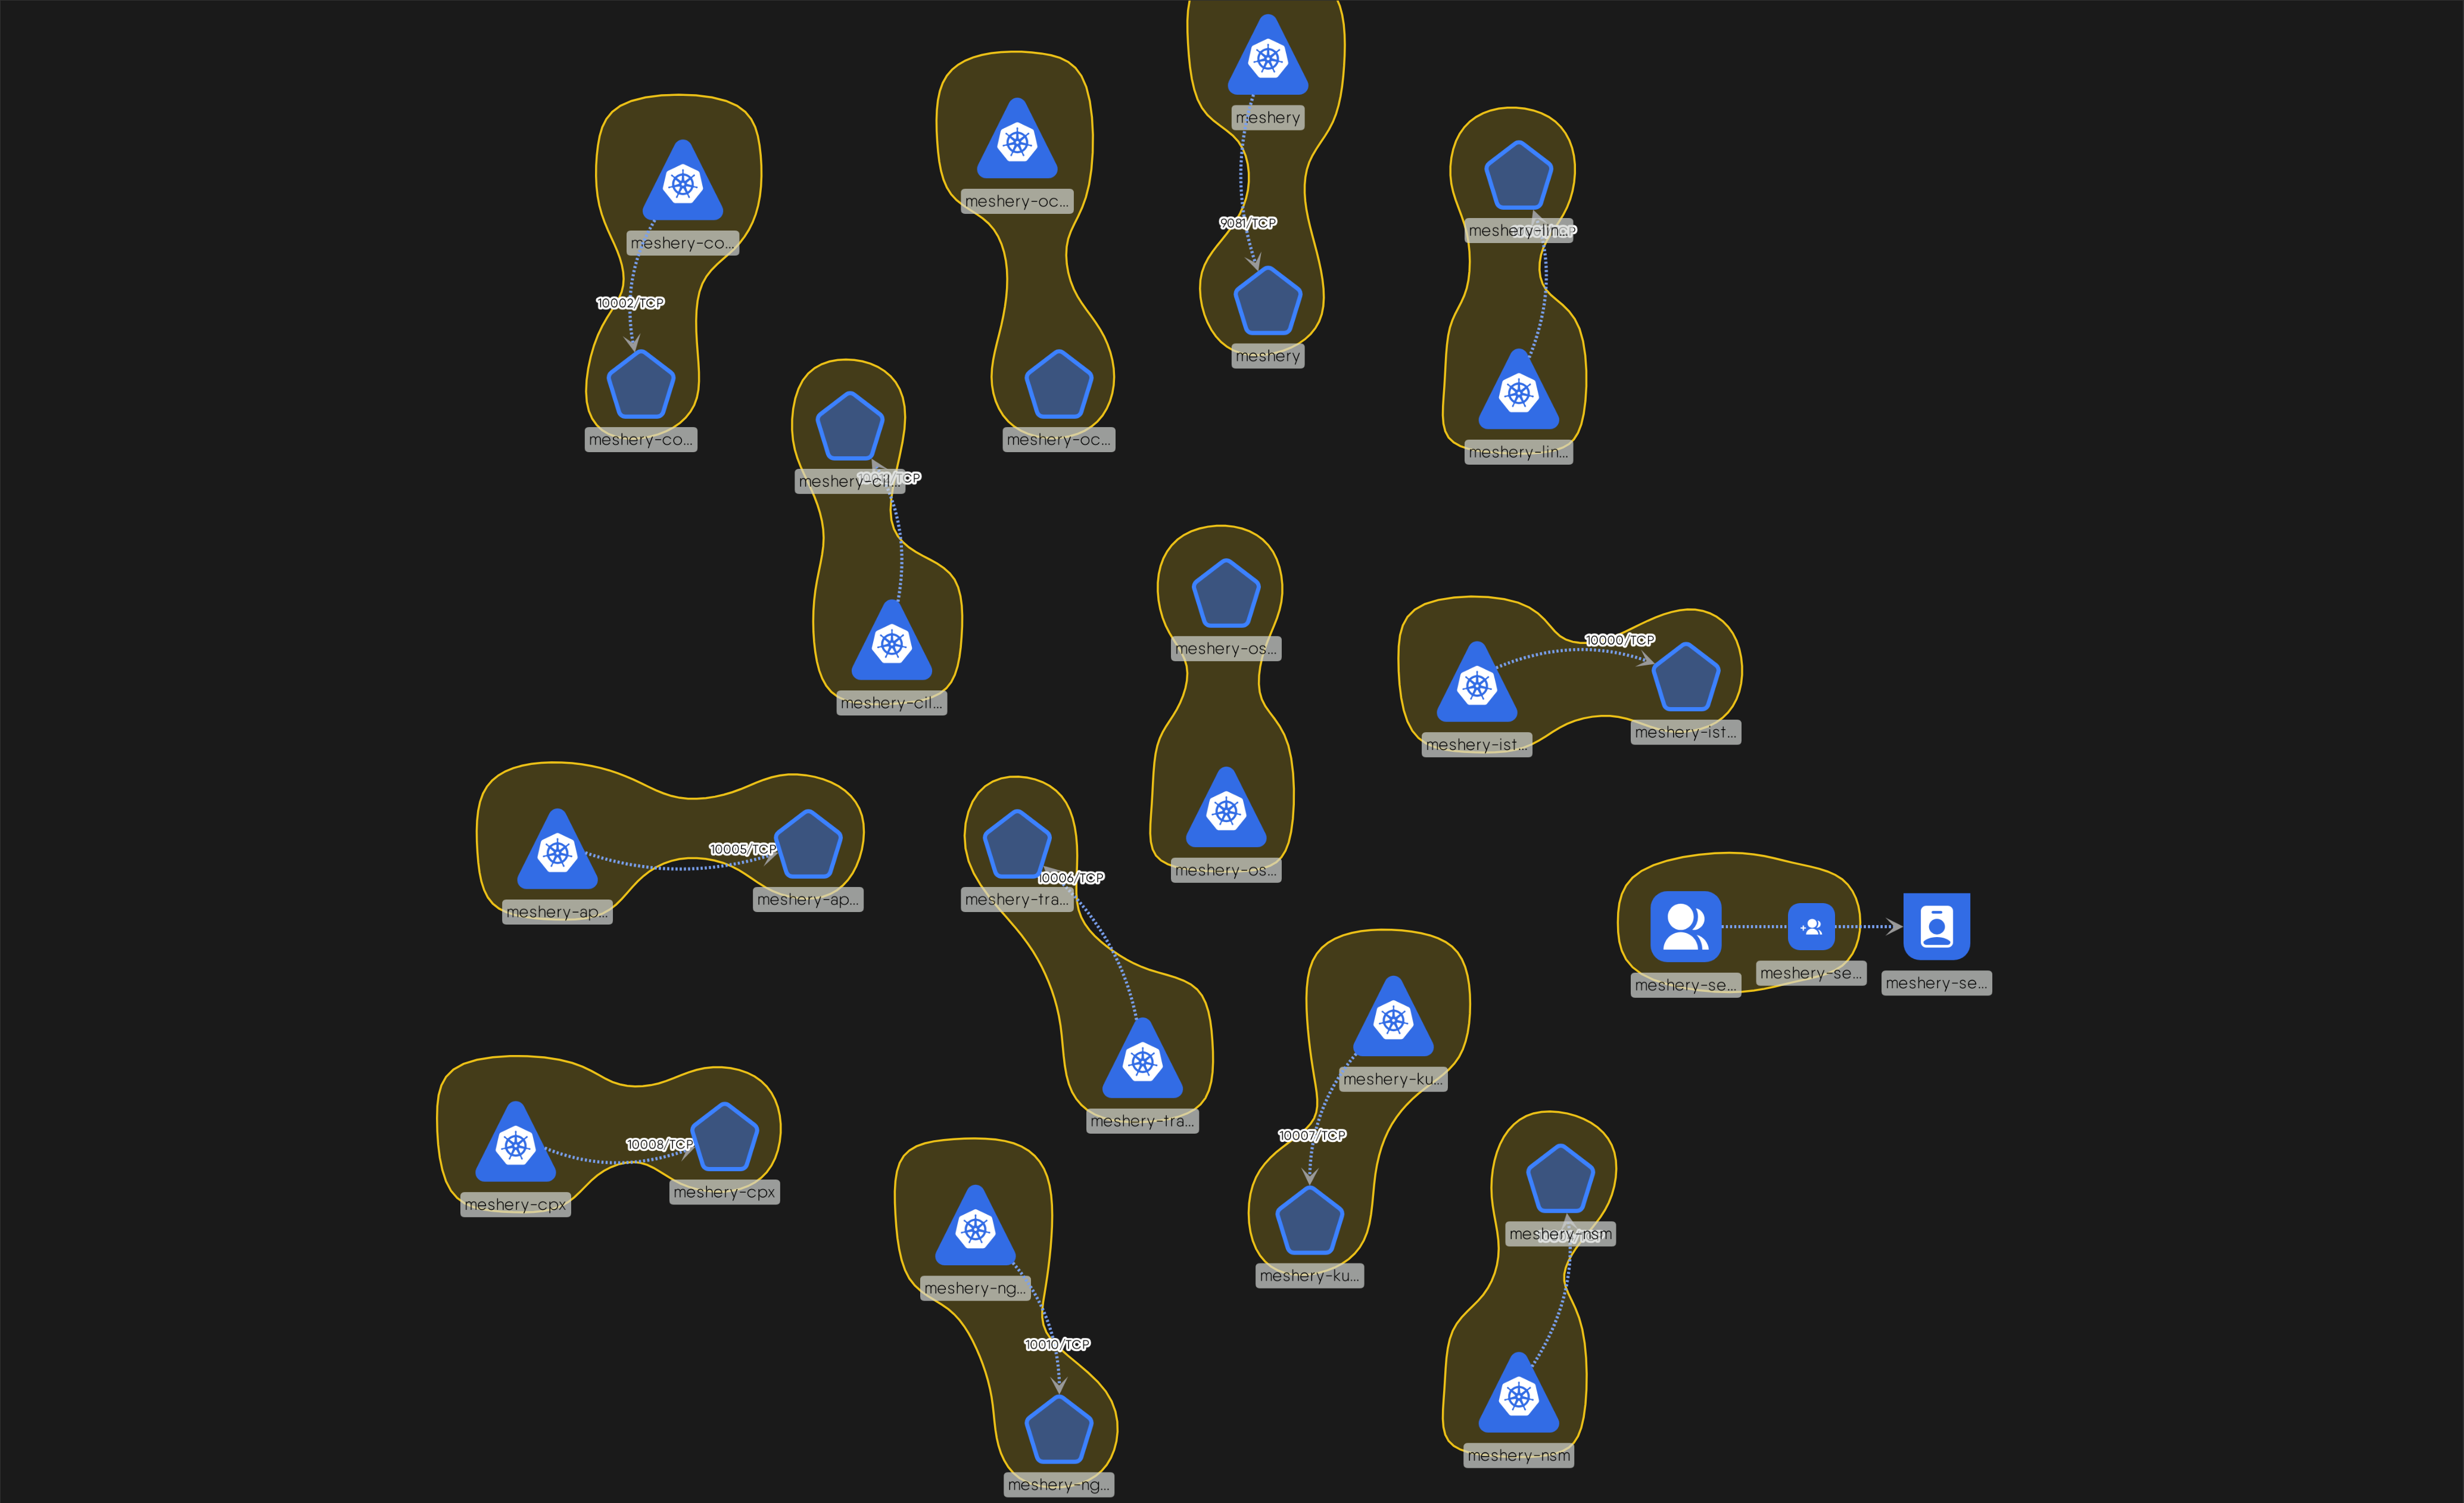 meshery
meshery-oc...
9081/TCP
meshery-lin...
meshery-co...
10002/TCP
meshery
meshery-co...
meshery-oc...
meshery-lin...
meshery-cil...
meshery-os...
10000/TCP
meshery-cil...
meshery-ist...
meshery-ist...
10005/TCP
meshery-os...
10006/TCP
meshery-ap...
meshery-tra...
meshery-ap...
meshery-se...
meshery-se...
meshery-se...
meshery-ku...
meshery-tra...
10007/TCP
10008/TCP
meshery-cpx
meshery-cpx
meshery-nsm
meshery-ku...
meshery-ng...
10010/TCP
meshery-nsm
meshery-ng...